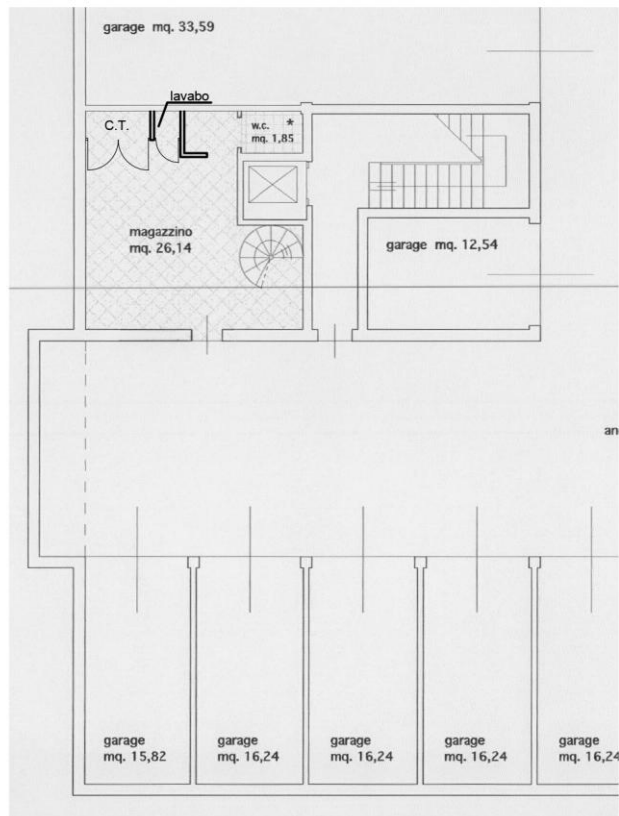 garage mq. 33,59
lavabo
C.T.
w.c. *
mq. 1,85
magazzino
mq. 26,14
garage mq. 12,54
an
garage
mq. 15,82
garage
mq. 16,24
garage
mq. 16,24
garage
mq. 16,24
garage
mq. 16,24